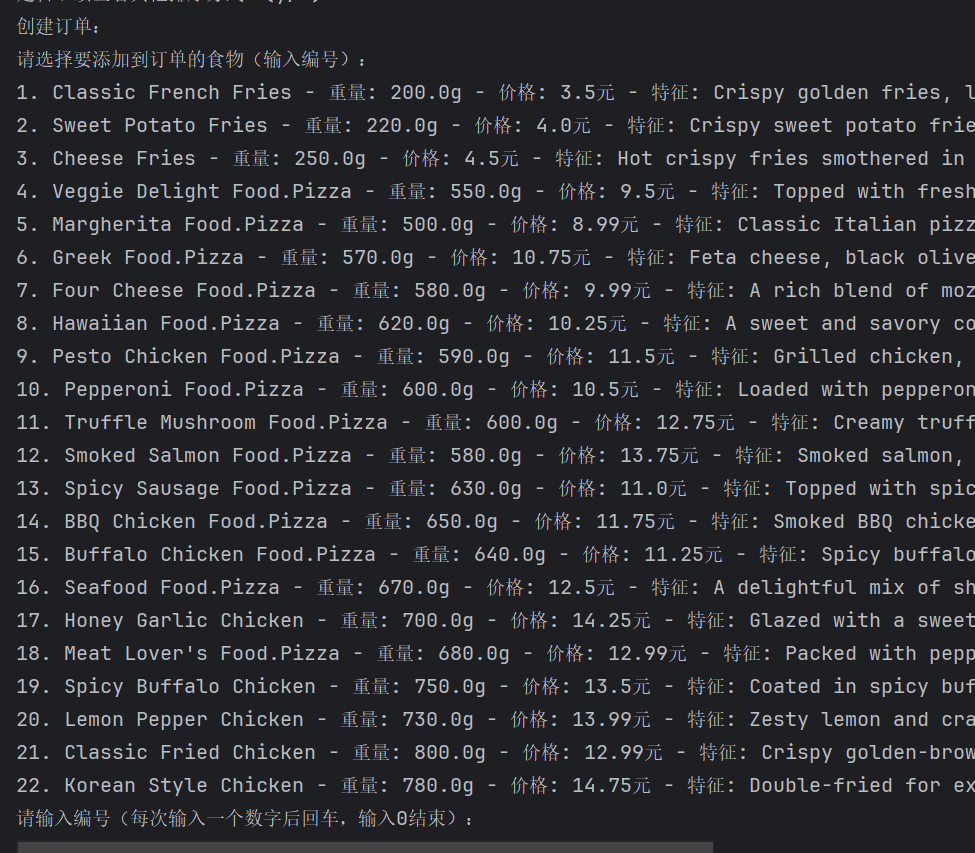 创建订单：
请选择要添加到订单的食物（输入编号）：
1. Classic French Fries - 重量: 200.0g - 价格: 3.5元 - 特征: Crispy golden fries,
2. Sweet Potato Fries - 重量: 220.0g - 价格: 4.0元 - 特征: Crispy sweet potato
3. Cheese Fries - 重量: 250.0g - 价格: 4.5元 - 特征: Hot crispy fries smothered in
4. Veggie Delight Food.Pizza - 重量: 550.0g - 价格: 9.5元 - 特征: Topped with fresh
5. Margherita Food.Pizza - 重量: 500.0g - 价格: 8.99元 - 特征: Classic Italian
6. Greek Food.Pizza - 重量: 570.0g - 价格: 10.75元 - 特征: Feta cheese, black olive
7. Four Cheese Food.Pizza - 重量: 580.0g - 价格: 9.99元 - 特征: A rich blend of
8. Hawaiian Food.Pizza - 重量: 620.0g - 价格: 10.25元 - 特征: A sweet and savory
9. Pesto Chicken Food.Pizza - 重量: 590.0g - 价格: 11.5元 - 特征: Grilled chicken,
10. Pepperoni Food.Pizza - 重量: 600.0g - 价格: 10.5元 - 特征: Loaded with pepperon
11. Truffle Mushroom Food.Pizza - 重量: 600.0g - 价格: 12.75元 - 特征: Creamy
12. Smoked Salmon Food.Pizza - 重量: 580.0g - 价格: 13.75元 - 特征: Smoked salmon,
13. Spicy Sausage Food.Pizza - 重量: 630.0g - 价格: 11.0元 - 特征: Topped with
14. BBQ Chicken Food.Pizza - 重量: 650.0g - 价格: 11.75元 - 特征: Smoked BBQ
15. Buffalo Chicken Food.Pizza - 重量: 640.0g - 价格: 11.25元 - 特征: Spicy buffalo
16. Seafood Food.Pizza - 重量: 670.0g - 价格: 12.5元 - 特征: A delightful mix of sh
17. Honey Garlic Chicken - 重量: 700.0g - 价格: 14.25元 - 特征: Glazed with a sweet
18. Meat Lover's Food.Pizza - 重量: 680.0g - 价格: 12.99元 - 特征: Packed with pepp
19. Spicy Buffalo Chicken - 重量: 750.0g - 价格: 13.5元 - 特征: Coated in spicy
20. Lemon Pepper Chicken - 重量: 730.0g - 价格: 13.99元 - 特征: Zesty lemon and cra
21. Classic Fried Chicken - 重量: 800.0g - 价格: 12.99元 - 特征: Crispy
22. Korean Style Chicken - 重量: 780.0g - 价格: 14.75元 - 特征: Double-fried for ex
请输入编号（每次输入一个数字后回车，输入0结束）：